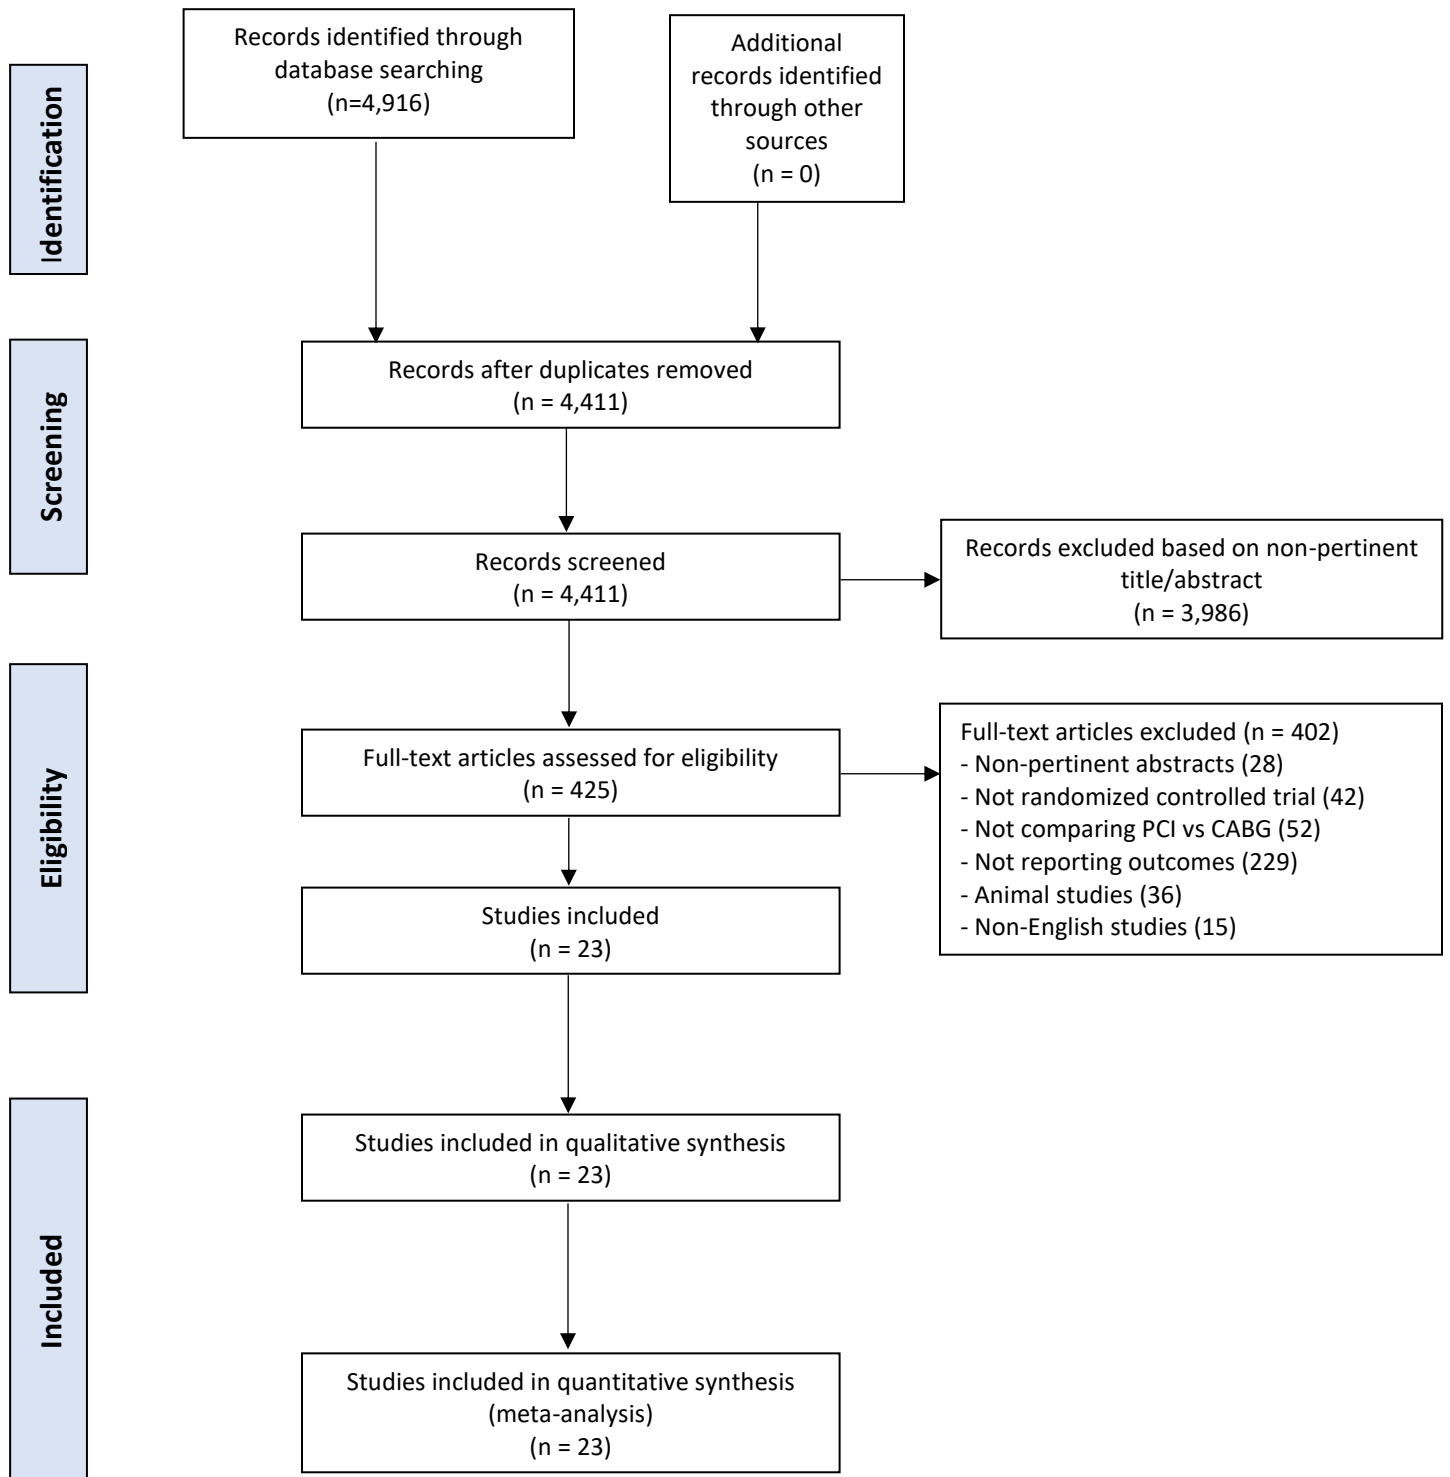 Identification
Records identified through
database searching
(n=4,916)
Additional
records identified
through other
sources
(n = 0)
Screening
Records after duplicates removed
(n = 4,411)
Records screened
(n = 4,411)
Records excluded based on non-pertinent
title/abstract
(n = 3,986)
Eligibility
Full-text articles assessed for eligibility
(n = 425)
Full-text articles excluded (n = 402)
- Non-pertinent abstracts (28)
- Not randomized controlled trial (42)
- Not comparing PCI vs CABG (52)
- Not reporting outcomes (229)
- Animal studies (36)
- Non-English studies (15)
Studies included
(n = 23)
Included
Studies included in qualitative synthesis
(n = 23)
Studies included in quantitative synthesis
(meta-analysis)
(n = 23)